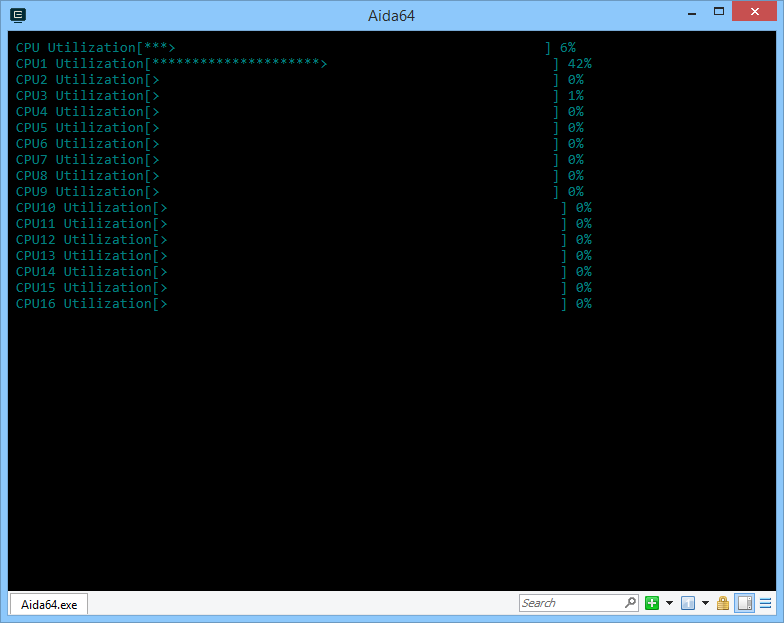 Aida64
CPU Utilization[***> ] 6%
CPU1 Utilization[*********************> ] 42%
CPU2 Utilization[> ] 0%
CPU3 Utilization[> ] 1%
CPU4 Utilization[> ] 0%
CPU5 Utilization[> ] 0%
CPU6 Utilization[> ] 0%
CPU7 Utilization[> ] 0%
CPU8 Utilization[> ] 0%
CPU9 Utilization[> ] 0%
CPU10 Utilization[> ] 0%
CPU11 Utilization[> ] 0%
CPU12 Utilization[> ] 0%
CPU13 Utilization[> ] 0%
CPU14 Utilization[> ] 0%
CPU15 Utilization[> ] 0%
CPU16 Utilization[> ] 0%
Aida64.exe Search